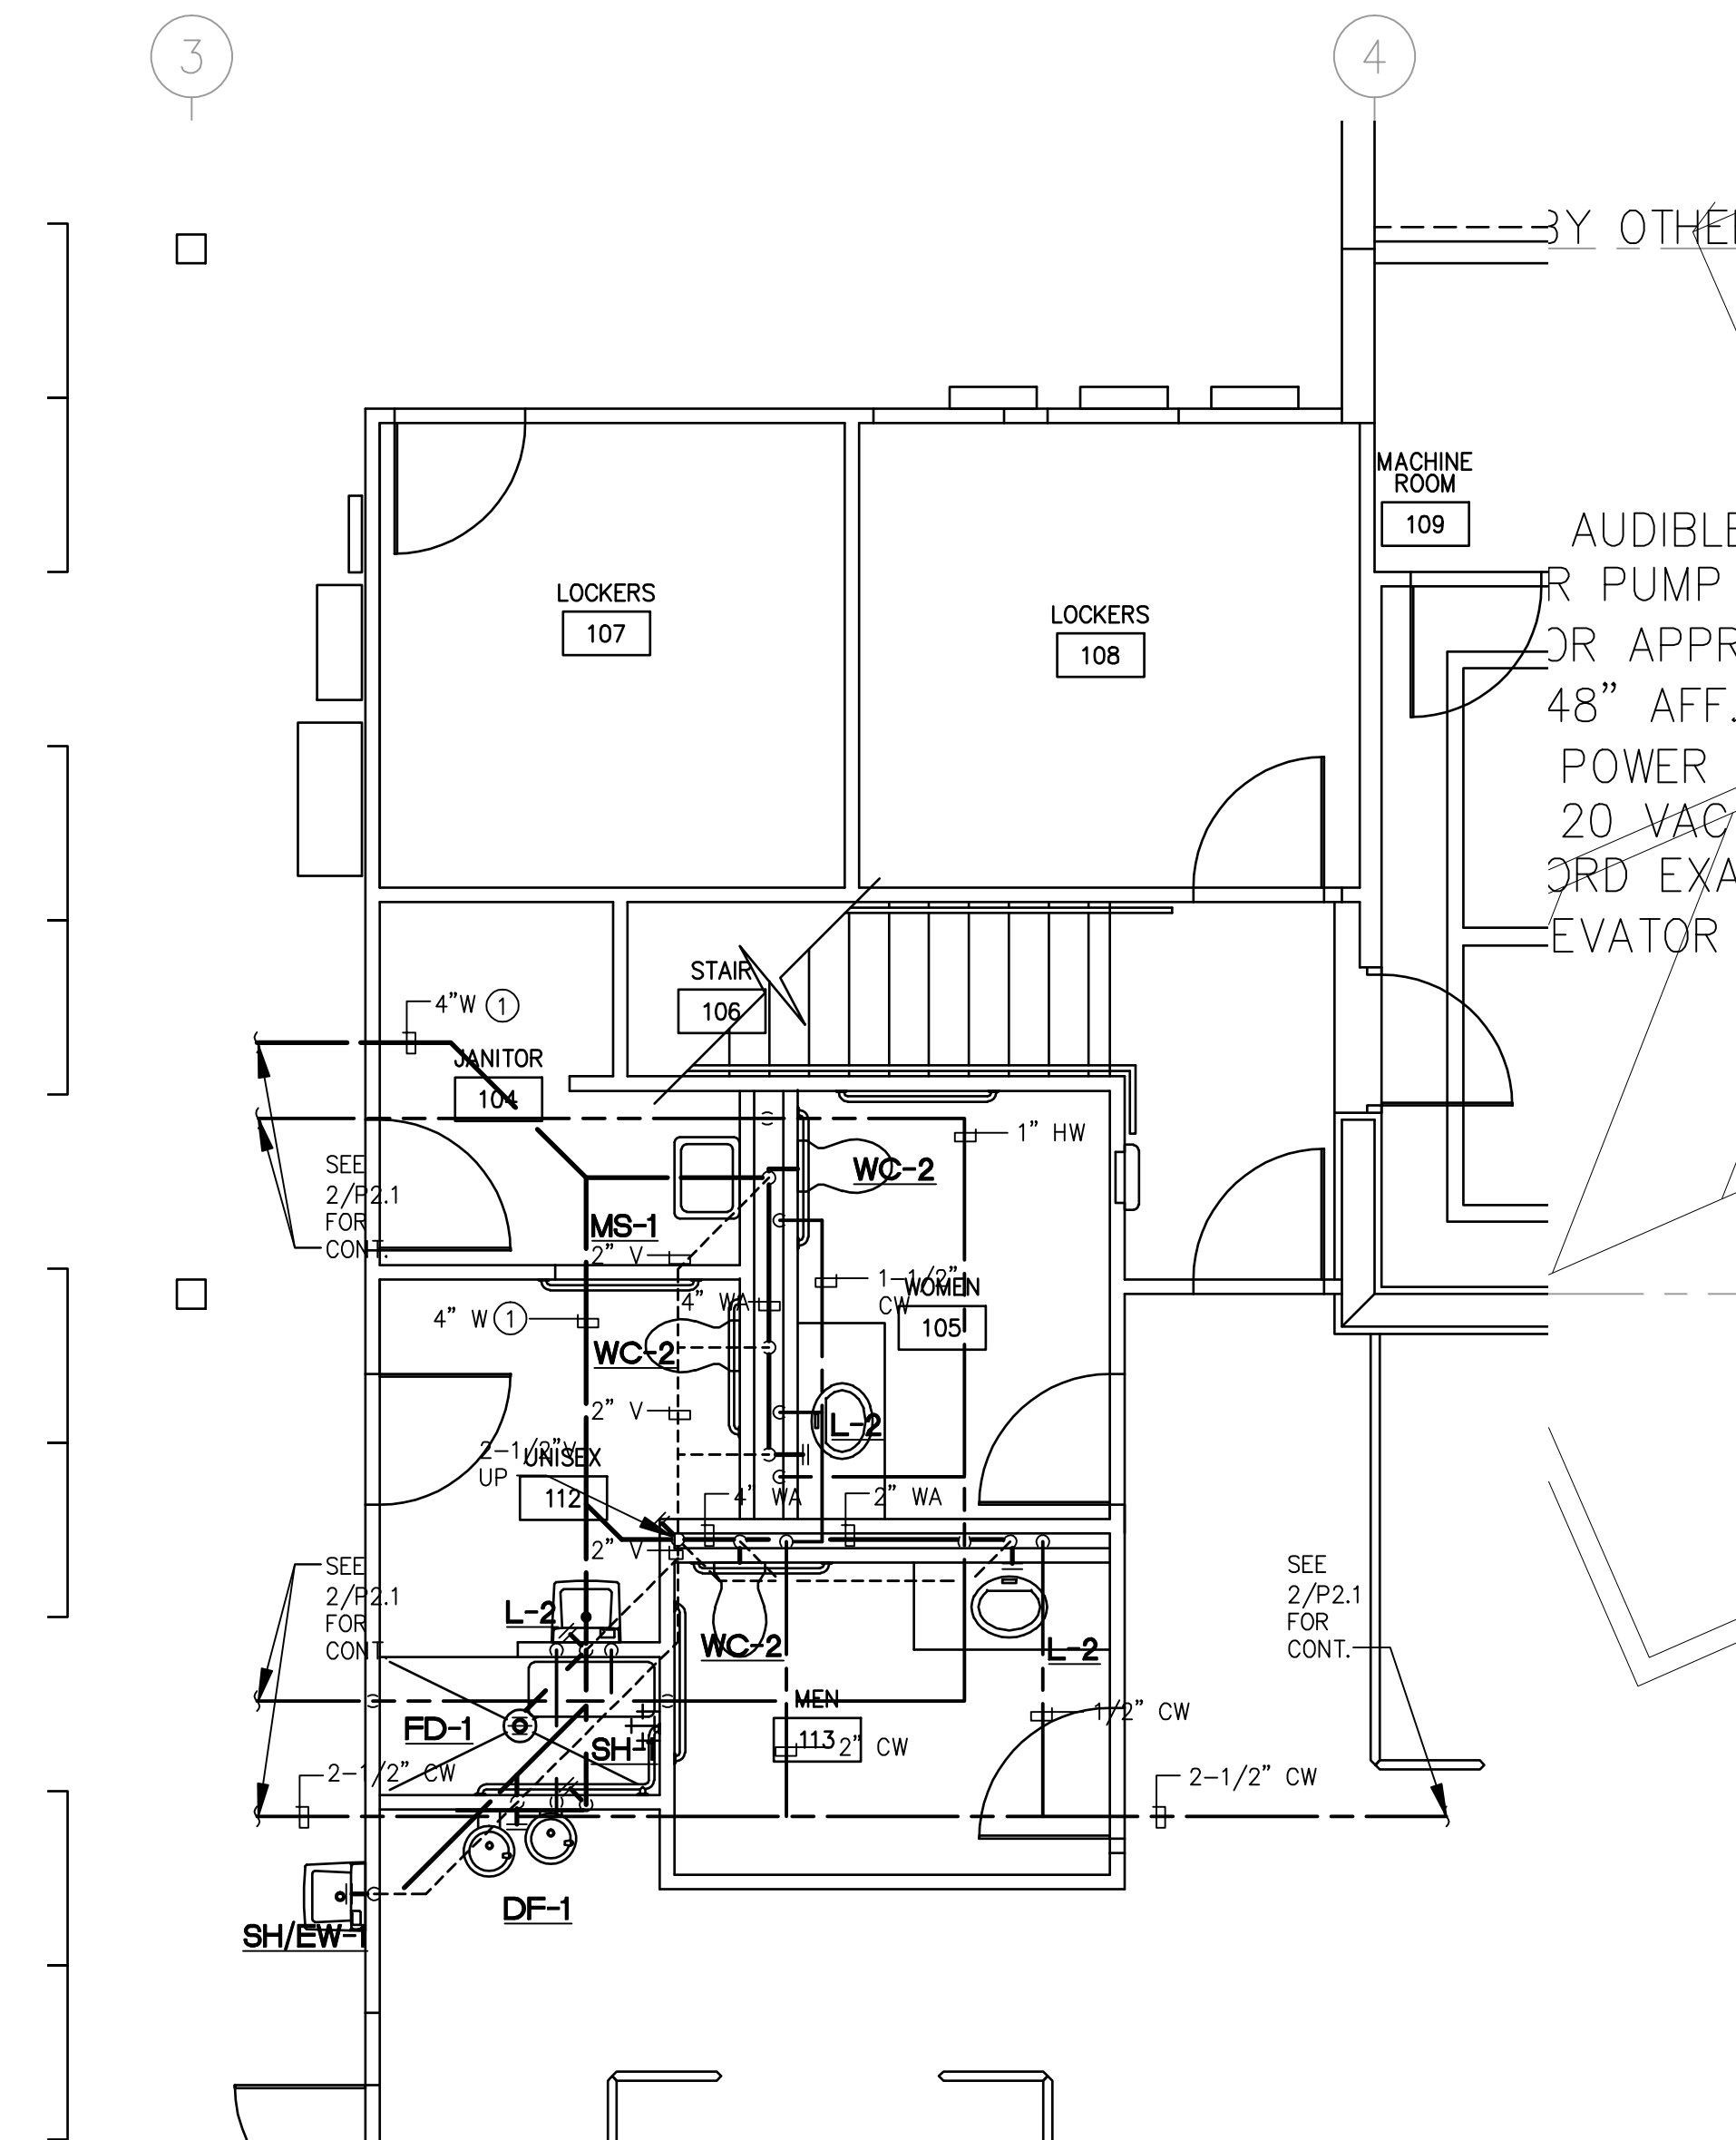 3
4
BY OTHE
MACHINE
ROOM
109
AUDIBLE
R PUMP
OR APPR
48" AFF.
POWER
20 VAC
ORD EXA
EVATOR
LOCKERS
107
LOCKERS
108
STAIR
106
4"W 1
JANITOR
104
1" HW
SEE
2/P2.1
FOR
CONT.
WC-2
MS-1
2" V
1-1/2"
CW
WOMEN
105
4" WA
4" W 1
WC-2
2" V
L-2
2-1/2"V
UP
UNISEX
112
4" WA
2" WA
2" V
SEE
2/P2.1
FOR
CONT
SEE
2/P2.1
FOR
CONT.
L-2
WC-2
L-2
MEN
113
1/2" CW
FD-1
SH-1
2" CW
2-1/2" CW
2-1/2" CW
DF-1
SH/EW-1